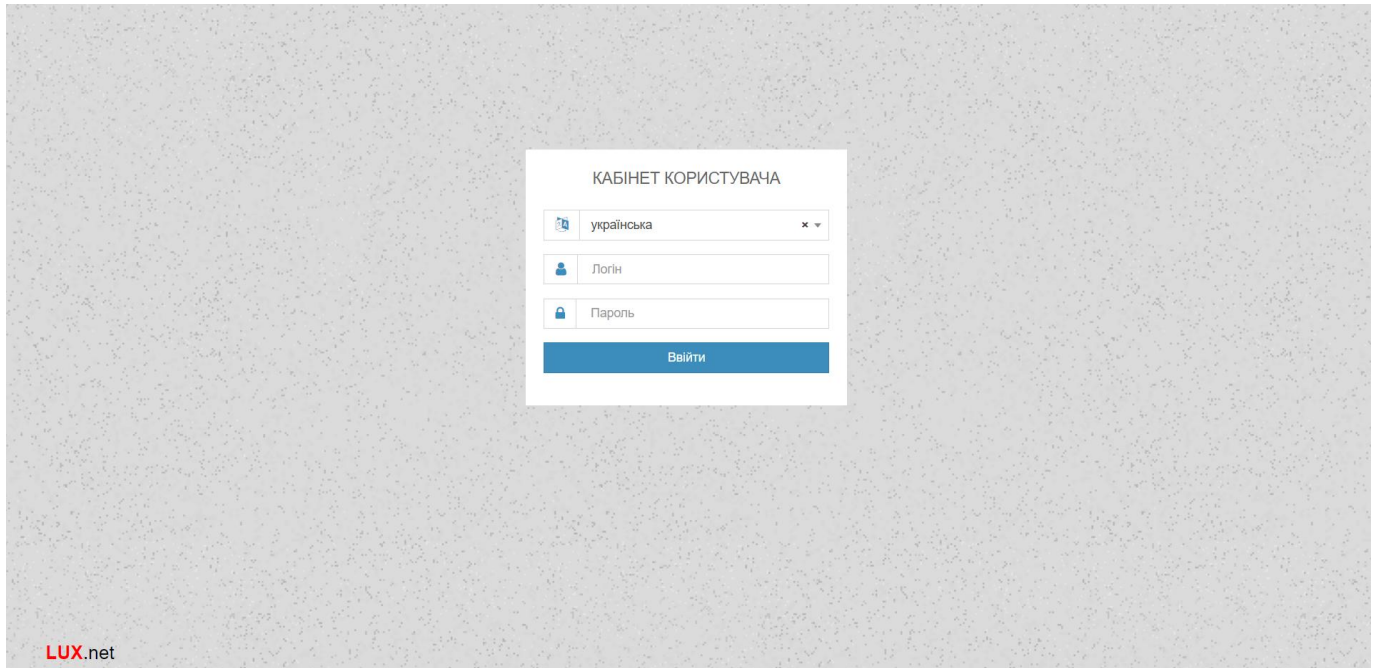 КАБІНЕТ КОРИСТУВАЧА
українська
Логін
Пароль
Ввійти
LUX.net